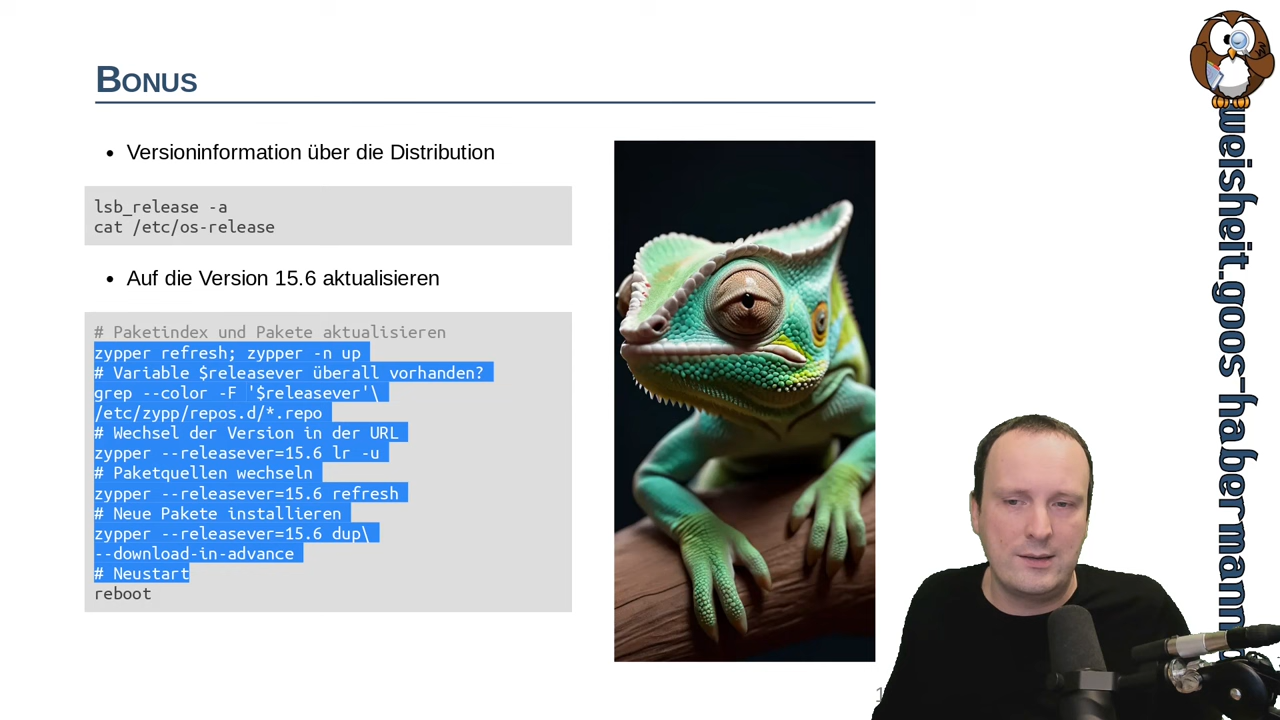 Bonus
• Versioninformation über die Distribution
lsb_release -a
cat /etc/os-release
• Auf die Version 15.6 aktualisieren
# Paketindex und Pakete aktualisieren
zypper refresh; zypper -n up
# Variable $releasever überall vorhanden?
grep --color -F '$releasever'\
/etc/zypp/repos.d/*.repo
# Wechsel der Version in der URL
zypper --releasever=15.6 lr -u
# Paketquellen wechseln
zypper --releasever=15.6 refresh
# Neue Pakete installieren
zypper --releasever=15.6 dup\
--download-in-advance
# Neustart
reboot
weisheit.goos-habermann